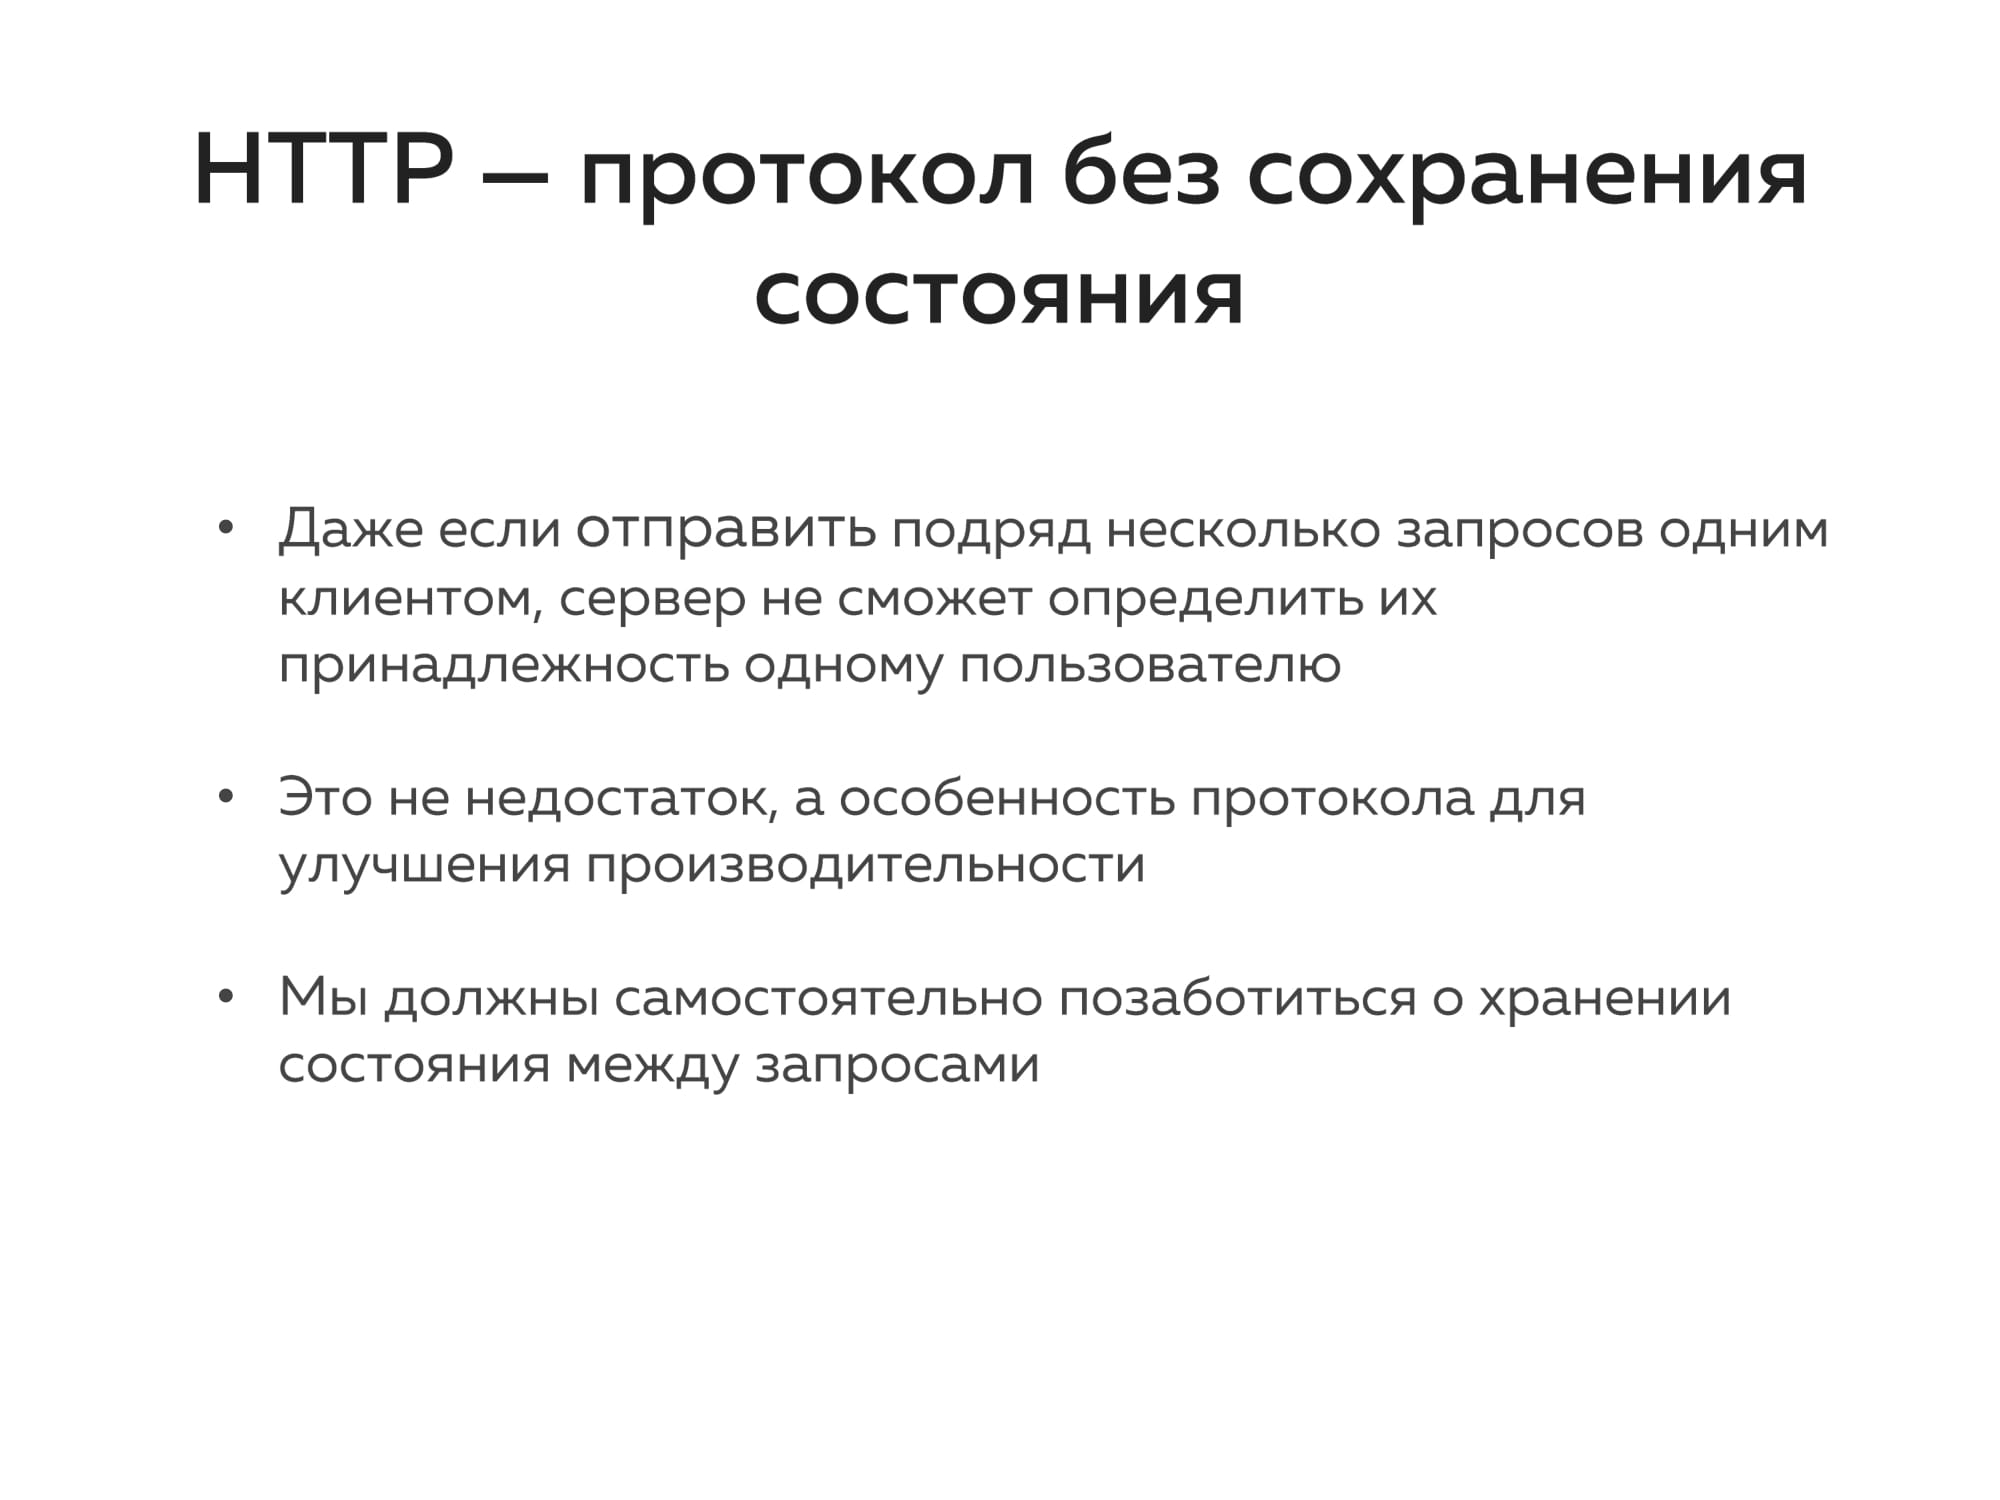 HTTP — протокол без сохранения
состояния
• Даже если отправить подряд несколько запросов одним
клиентом, сервер не сможет определить их
принадлежность одному пользователю
• Это не недостаток, а особенность протокола для
улучшения производительности
• Мы должны самостоятельно позаботиться о хранении
состояния между запросами